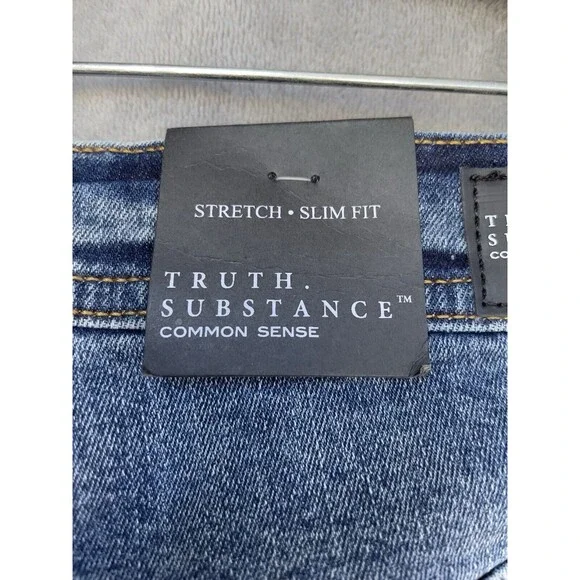 STRETCH • SLIM FIT
TRUTH.
SUBSTANCE™
COMMON SENSE